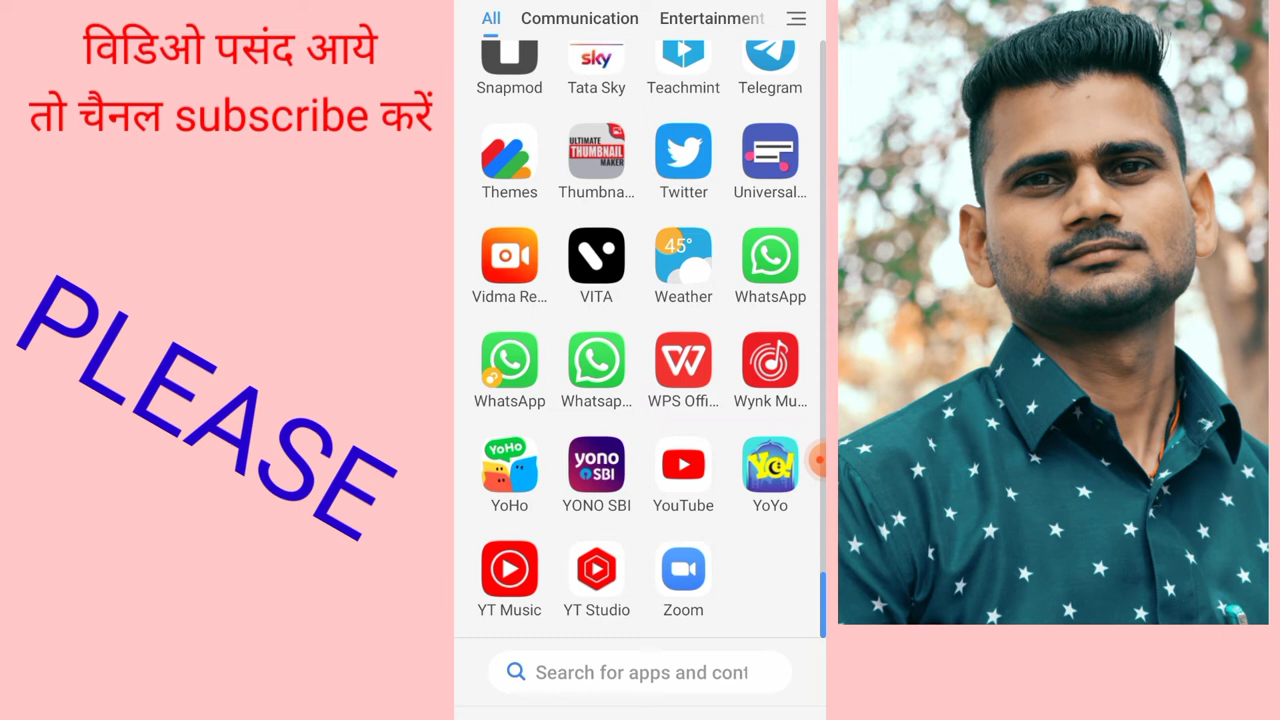 विडिओ पसंद आये
तो चैनल subscribe करें
PLEASE
All Communication Entertainment
sky
Snapmod Tata Sky Teachmint Telegram
ULTIMATE
THUMBNAIL
MAKER
Themes Thumbna... Twitter Universal...
45°
Vidma Re... VITA Weather WhatsApp
WhatsApp Whatsap... WPS Offi... Wynk Mu...
YoHo
yono
SBI
Yo!
YoHo YONO SBI YouTube YoYo
YT Music YT Studio Zoom
Search for apps and cont